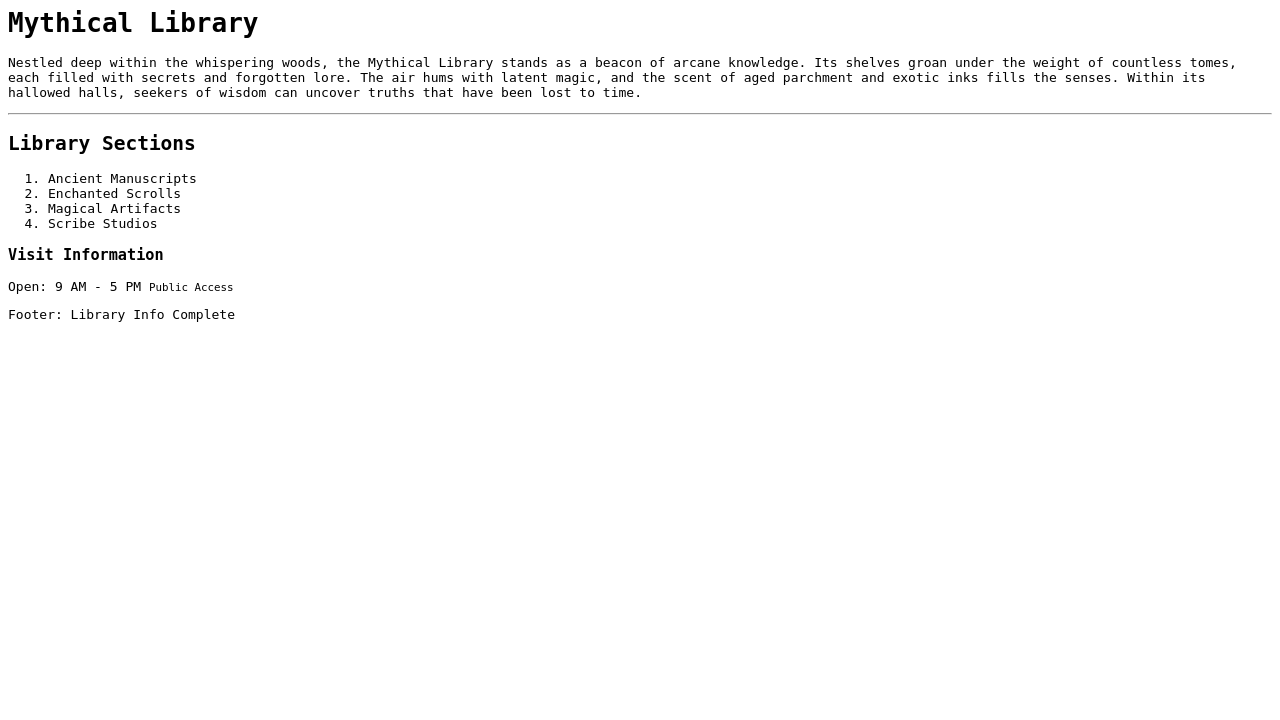 Mythical Library
Nestled deep within the whispering woods, the Mythical Library stands as a beacon of arcane knowledge. Its shelves groan under the weight of countless tomes,
each filled with secrets and forgotten lore. The air hums with latent magic, and the scent of aged parchment and exotic inks fills the senses. Within its
hallowed halls, seekers of wisdom can uncover truths that have been lost to time.
Library Sections
1. Ancient Manuscripts
2. Enchanted Scrolls
3. Magical Artifacts
4. Scribe Studios
Visit Information
Open: 9 AM - 5 PM Public Access
Footer: Library Info Complete